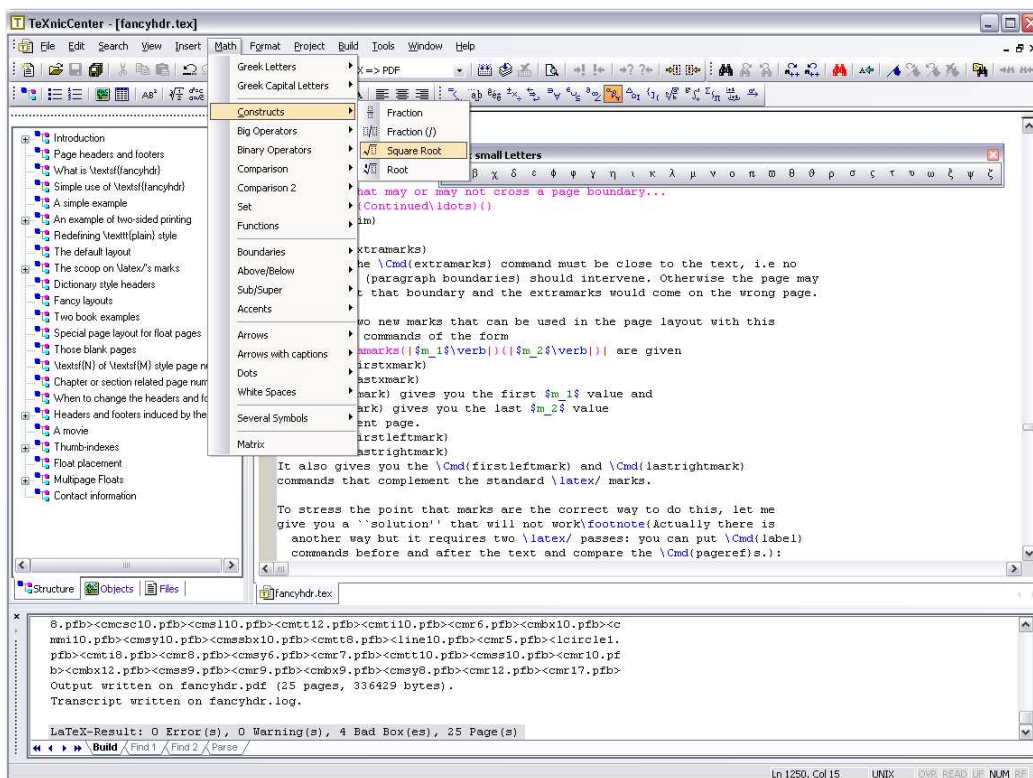 TeXnicCenter - [fancyhdr.tex]
File Edit Search View Insert Math Format Project Build Tools Window Help
X => PDF
Greek Letters
Greek Capital Letters
Constructs
Big Operators
Binary Operators
Comparison
Comparison 2
Set
Functions
Boundaries
Above/Below
Sub/Super
Accents
Arrows
Arrows with captions
Dots
White Spaces
Several Symbols
Matrix
Fraction
Fraction (/)
Square Root
Root
Introduction
Page headers and footers
What is \textsf{fancyhdr}
Simple use of \textsf{fancyhdr}
A simple example
An example of two-sided printing
Redefining \texttt{plain} style
The default layout
The scoop on \latex/'s marks
Dictionary style headers
Fancy layouts
Two book examples
Special page layout for float pages
Those blank pages
\textsf{N} of \textsf{M} style page n
Chapter or section related page num
When to change the headers and fo
Headers and footers induced by the
A movie
Thumb-indexes
Float placement
Multipage Floats
Contact information
Structure Objects Files
small Letters
β χ δ ε ϕ φ γ η ι κ λ μ ν ο π ϖ θ ϑ ρ σ ς τ υ ω ξ ψ ζ
hat may or may not cross a page boundary...
(Continued\ldots){}
im}
xtramarks}
he \Cmd{extramarks} command must be close to the text, i.e no
(paragraph boundaries) should intervene. Otherwise the page may
t that boundary and the extramarks would come on the wrong page.
wo new marks that can be used in the page layout with this
commands of the form
amarks{|$m_1$\verb|}{|$m_2$\verb|}| are given
irstxmark}
astxmark}
mark} gives you the first $m_1$ value and
ark} gives you the last $m_2$ value
ent page.
irstleftmark}
astrightmark}
It also gives you the \Cmd{firstleftmark} and \Cmd{lastrightmark}
commands that complement the standard \latex/ marks.
To stress the point that marks are the correct way to do this, let me
give you a ``solution'' that will not work\footnote{Actually there is
another way but it requires two \latex/ passes: you can put \Cmd{label}
commands before and after the text and compare the \Cmd{pageref}s.}:
fancyhdr.tex
8.pfb><cmcsc10.pfb><cmsl10.pfb><cmtt12.pfb><cmti10.pfb><cmr6.pfb><cmbx10.pfb><c
mmi10.pfb><cmsy10.pfb><cmssbx10.pfb><cmtt8.pfb><line10.pfb><cmr5.pfb><lcircle1.
pfb><cmti8.pfb><cmr8.pfb><cmsy6.pfb><cmr7.pfb><cmtt10.pfb><cmss10.pfb><cmr10.pf
b><cmbx12.pfb><cmss9.pfb><cmr9.pfb><cmbx9.pfb><cmsy8.pfb><cmr12.pfb><cmr17.pfb>
Output written on fancyhdr.pdf (25 pages, 336429 bytes).
Transcript written on fancyhdr.log.
LaTeX-Result: 0 Error(s), 0 Warning(s), 4 Bad Box(es), 25 Page(s)
Build Find 1 Find 2 Parse
Ln 1250, Col 15 UNIX OVR READ LF NUM RF